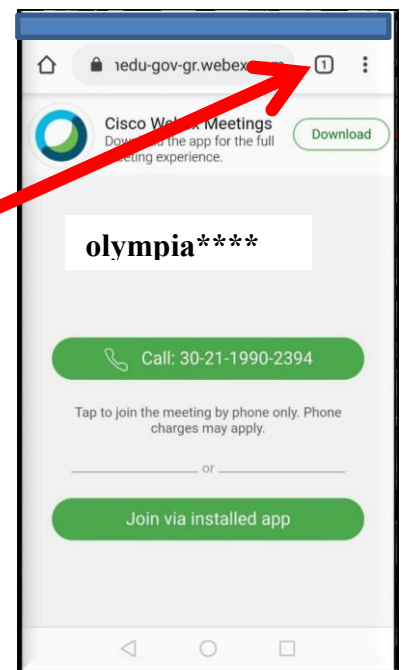 1edu-gov-gr.webex
1
Cisco Webex Meetings
Download the app for the full
meeting experience.
Download
olympia****
Call: 30-21-1990-2394
Tap to join the meeting by phone only. Phone
charges may apply.
or
Join via installed app